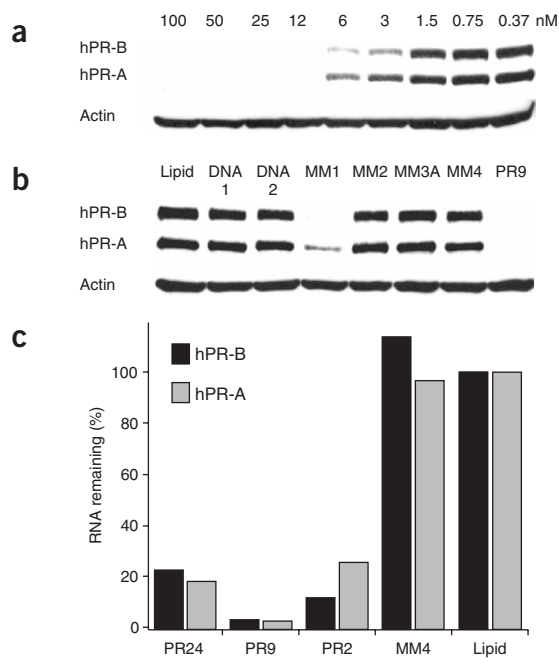 a
100 50 25 12 6 3 1.5 0.75 0.37 nM
hPR-B
hPR-A
Actin
b
Lipid DNA 1 DNA 2 MM1 MM2 MM3A MM4 PR9
hPR-B
hPR-A
Actin
c
hPR-B
hPR-A
RNA remaining (%)
100
80
60
40
20
0
PR24 PR9 PR2 MM4 Lipid